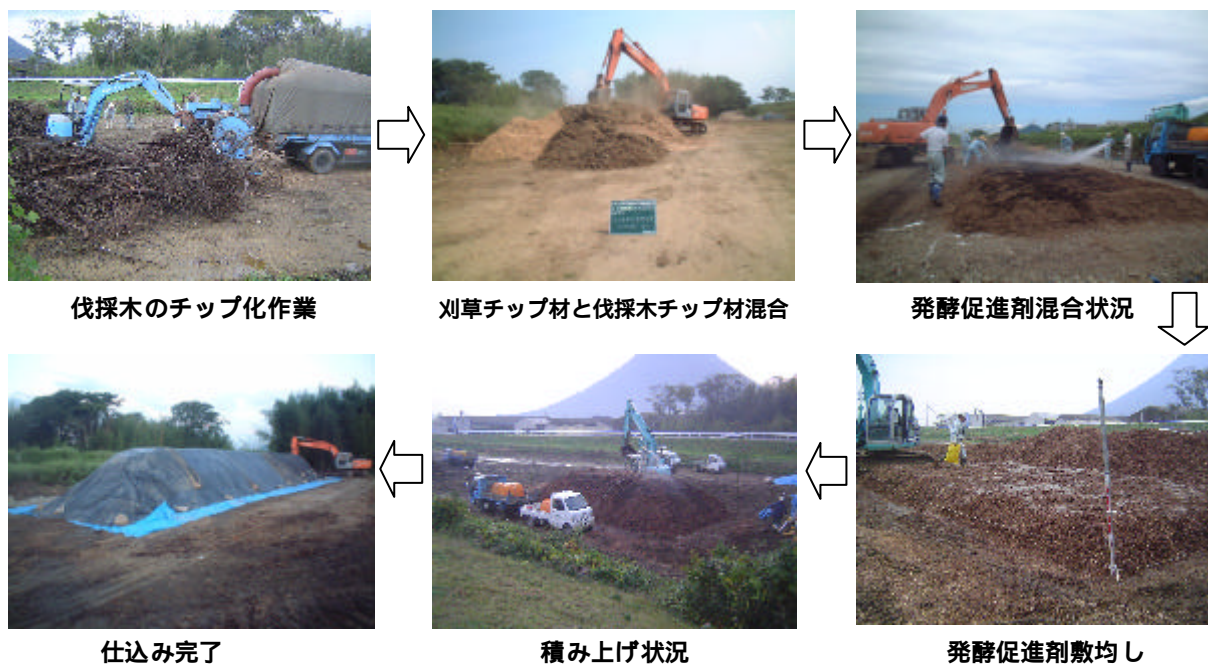 伐採木のチップ化作業
刈草チップ材と伐採木チップ材混合
発酵促進剤混合状況
発酵促進剤敷均し
積み上げ状況
仕込み完了